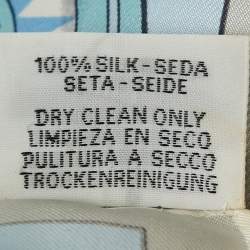 100% SILK-SEDA
SETA-SEIDE
DRY CLEAN ONLY
LIMPIEZA EN SECO
PULITURA A SECCO
TROCKENREINIGUNG